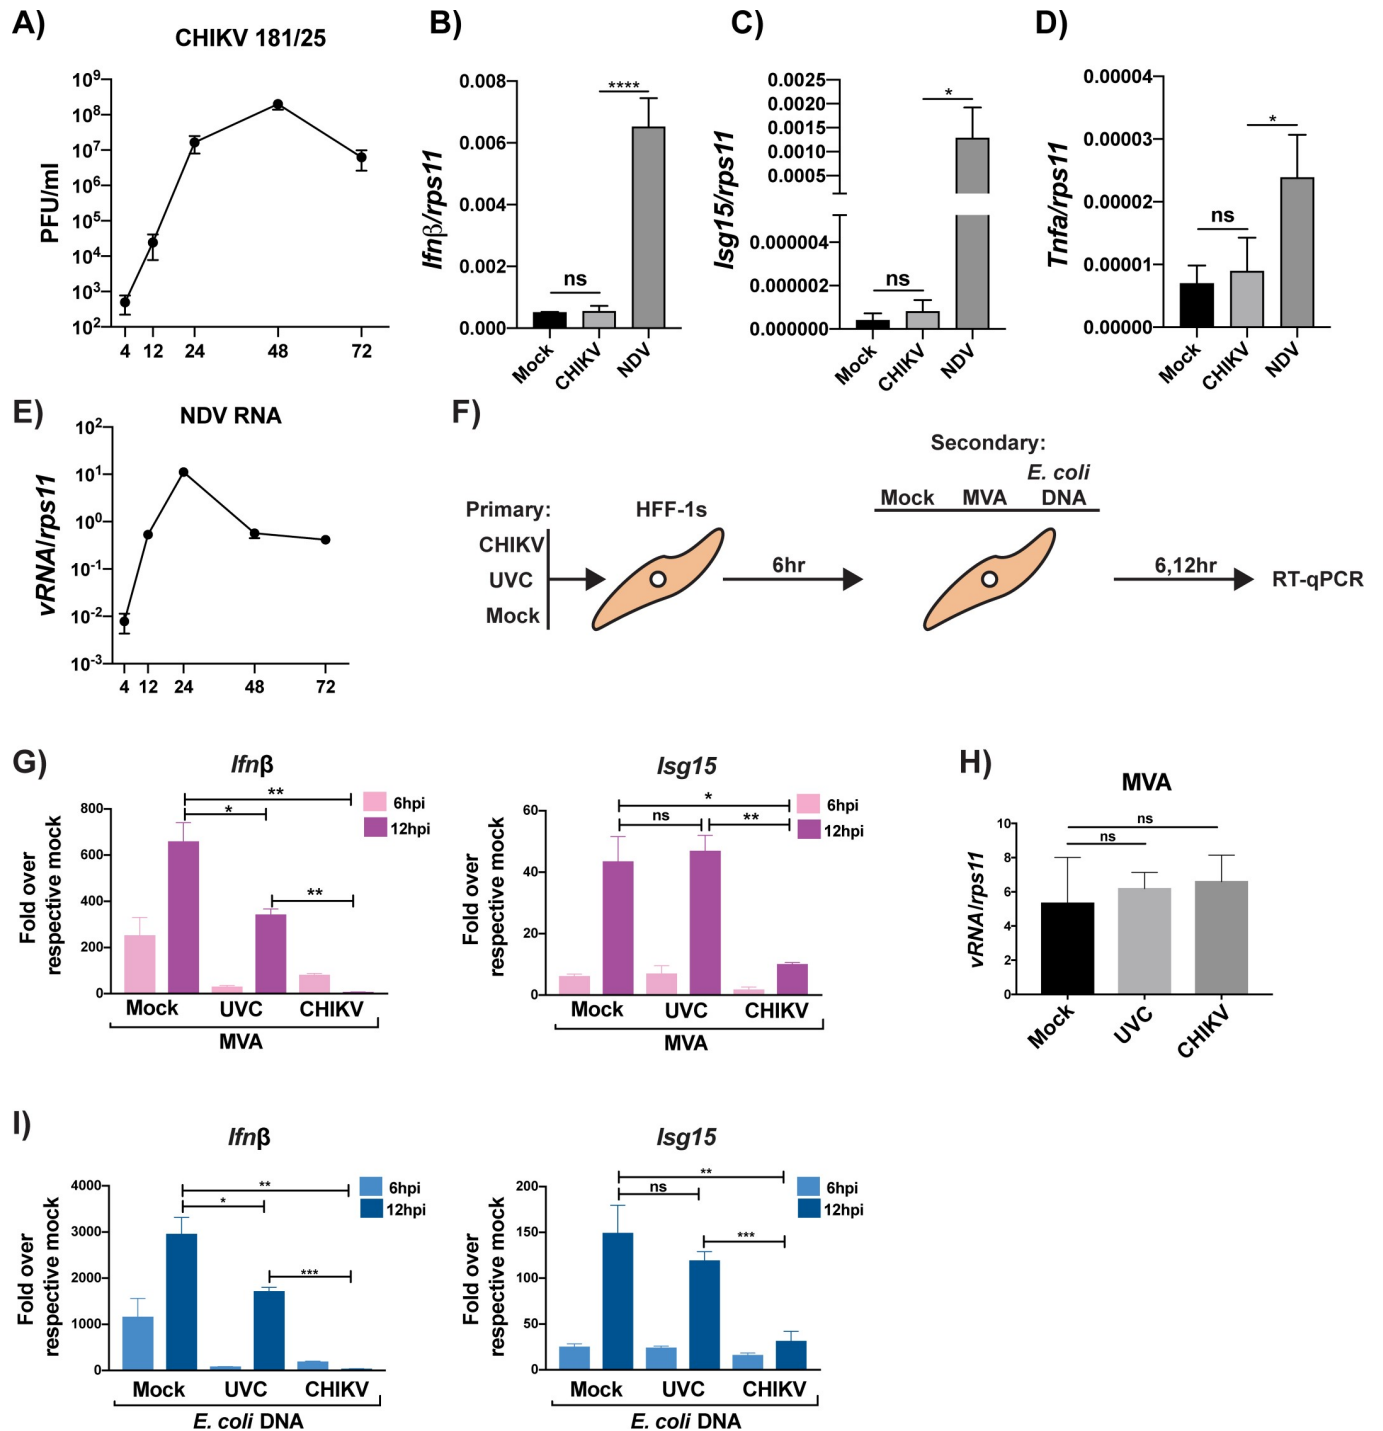 A)
CHIKV 181/25
PFU/ml
10⁹
10⁸
10⁷
10⁶
10⁵
10⁴
10³
10²
4 12 24 48 72
B)
Ifnβ/rps11
0.008
0.006
0.004
0.002
0.000
****
ns
Mock CHIKV NDV
C)
Isg15/rps11
0.0025
0.0020
0.0015
0.0010
0.0005
0.000004
0.000002
0.000000
*
ns
Mock CHIKV NDV
D)
Tnfa/rps11
0.00004
0.00003
0.00002
0.00001
0.00000
*
ns
Mock CHIKV NDV
E)
NDV RNA
vRNA/rps11
10²
10¹
10⁰
10⁻¹
10⁻²
10⁻³
4 12 24 48 72
F)
Primary:
CHIKV
UVC
Mock
HFF-1s
6hr
Secondary:
E. coli
Mock MVA DNA
6,12hr
RT-qPCR
G)
Ifnβ
Fold over
respective mock
800
600
400
200
0
**
*
**
6hpi
12hpi
Mock UVC CHIKV
MVA
Isg15
Fold over
respective mock
60
40
20
0
*
ns
**
6hpi
12hpi
Mock UVC CHIKV
MVA
H)
MVA
vRNA/rps11
10
8
6
4
2
0
ns
ns
Mock UVC CHIKV
I)
Ifnβ
Fold over
respective mock
4000
3000
2000
1000
0
**
*
***
6hpi
12hpi
Mock UVC CHIKV
E. coli DNA
Isg15
Fold over
respective mock
200
150
100
50
0
**
ns
***
6hpi
12hpi
Mock UVC CHIKV
E. coli DNA